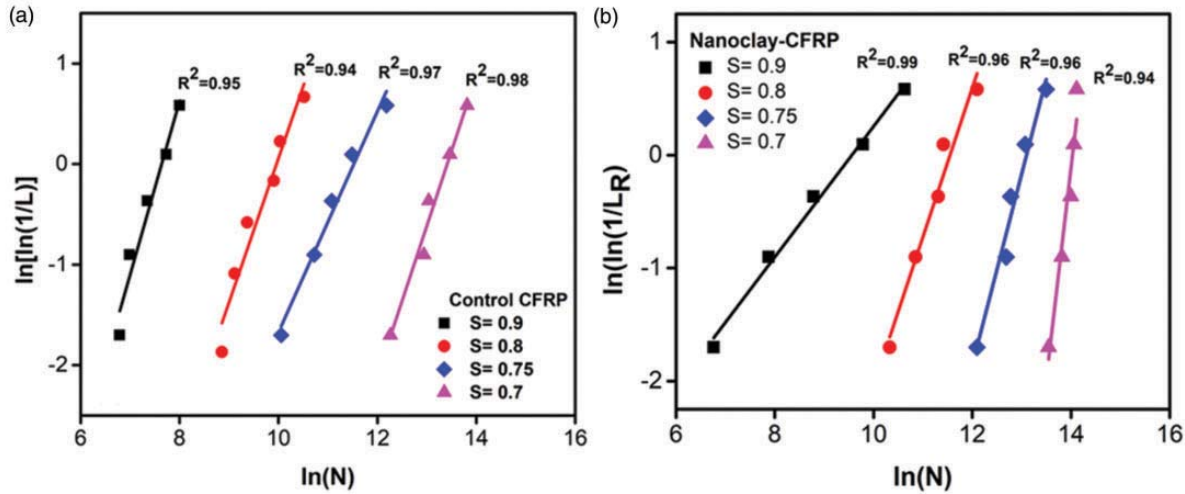 (a)
R²=0.95
R²=0.94
R²=0.97
R²=0.98
1
0
-1
-2
ln[ln(1/L)]
Control CFRP
S= 0.9
S= 0.8
S= 0.75
S= 0.7
6 8 10 12 14 16
ln(N)
(b)
Nanoclay-CFRP
S= 0.9
S= 0.8
S= 0.75
S= 0.7
R²=0.99
R²=0.96
R²=0.96
R²=0.94
1
0
-1
-2
ln(ln(1/L_R)
6 8 10 12 14 16
ln(N)